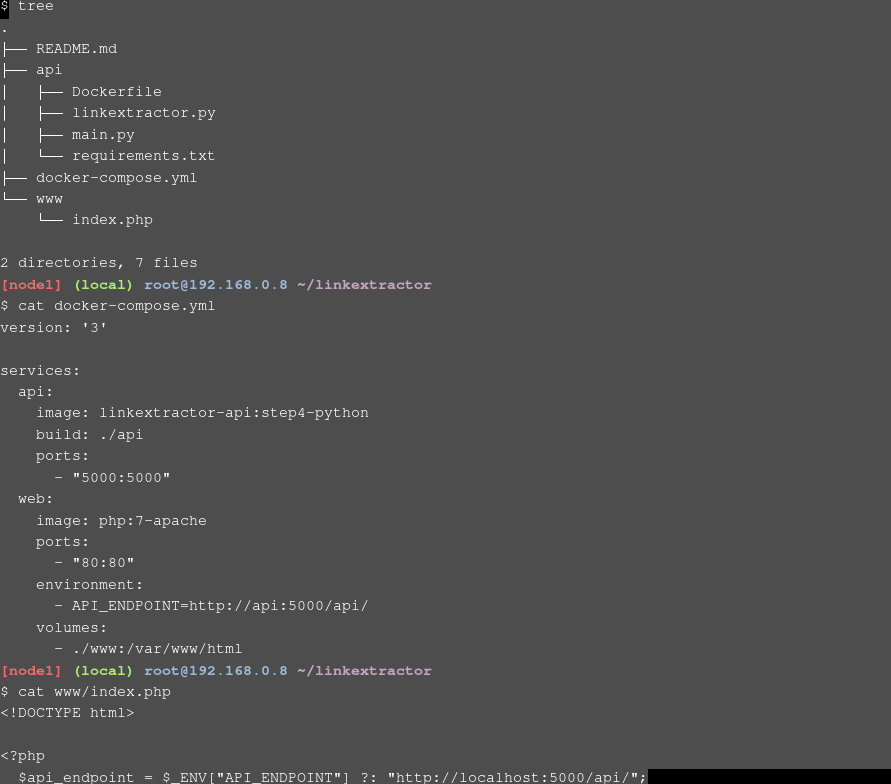 $ tree
.
├── README.md
├── api
│   ├── Dockerfile
│   ├── linkextractor.py
│   ├── main.py
│   └── requirements.txt
├── docker-compose.yml
└── www
    └── index.php

2 directories, 7 files
[node1] (local) root@192.168.0.8 ~/linkextractor
$ cat docker-compose.yml
version: '3'

services:
  api:
    image: linkextractor-api:step4-python
    build: ./api
    ports:
      - "5000:5000"
  web:
    image: php:7-apache
    ports:
      - "80:80"
    environment:
      - API_ENDPOINT=http://api:5000/api/
    volumes:
      - ./www:/var/www/html
[node1] (local) root@192.168.0.8 ~/linkextractor
$ cat www/index.php
<!DOCTYPE html>

<?php
  $api_endpoint = $_ENV["API_ENDPOINT"] ?: "http://localhost:5000/api/";